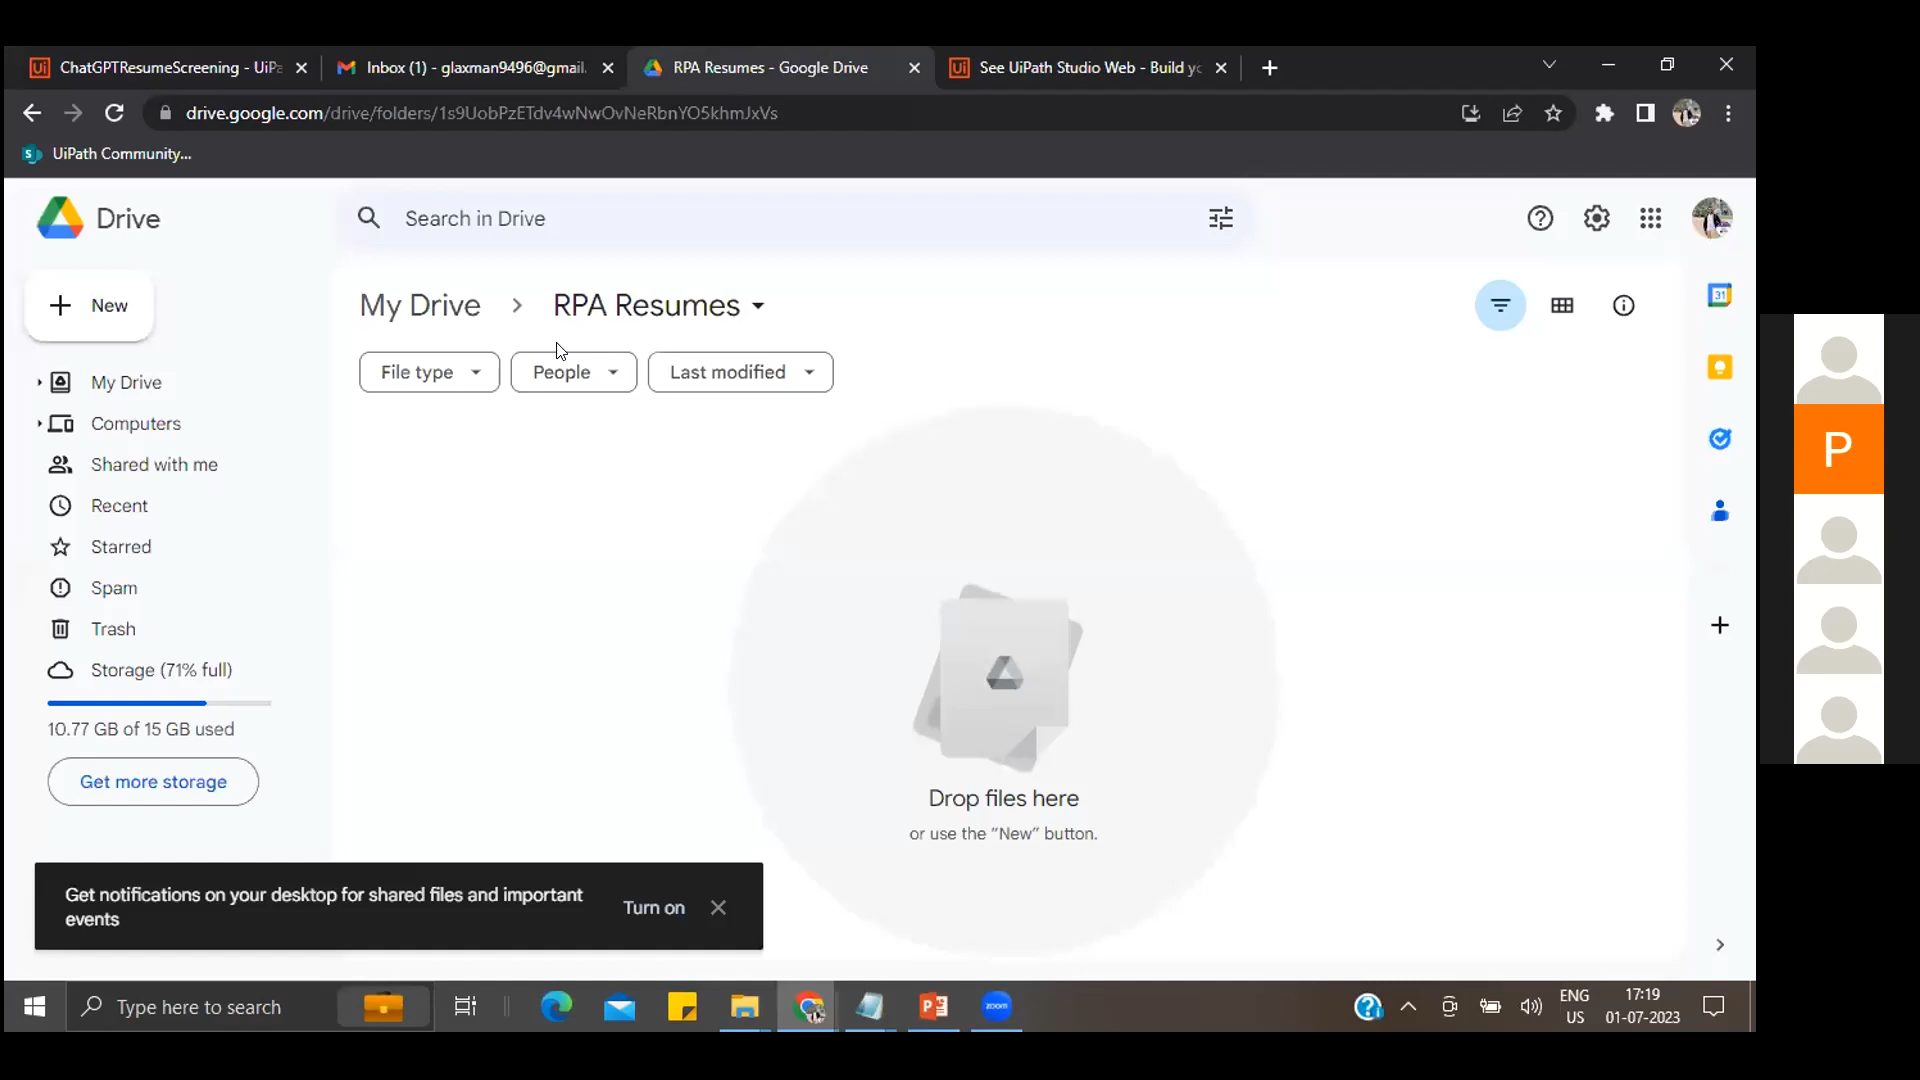 ChatGPTResumeScreening - UiPa
Inbox (1) - glaxman9496@gmail.
RPA Resumes - Google Drive
See UiPath Studio Web - Build yo
drive.google.com/drive/folders/1s9UobPzETdv4wNwOvNeRbnYO5khmJxVs
S
UiPath Community...
Drive
Search in Drive
New
My Drive
RPA Resumes
31
File type
People
Last modified
My Drive
Computers
Shared with me
Recent
Starred
Spam
Trash
Storage (71% full)
10.77 GB of 15 GB used
Get more storage
Drop files here
or use the “New” button.
Get notifications on your desktop for shared files and important
events
Turn on
P
Type here to search
zoom
ENG
US
17:19
01-07-2023